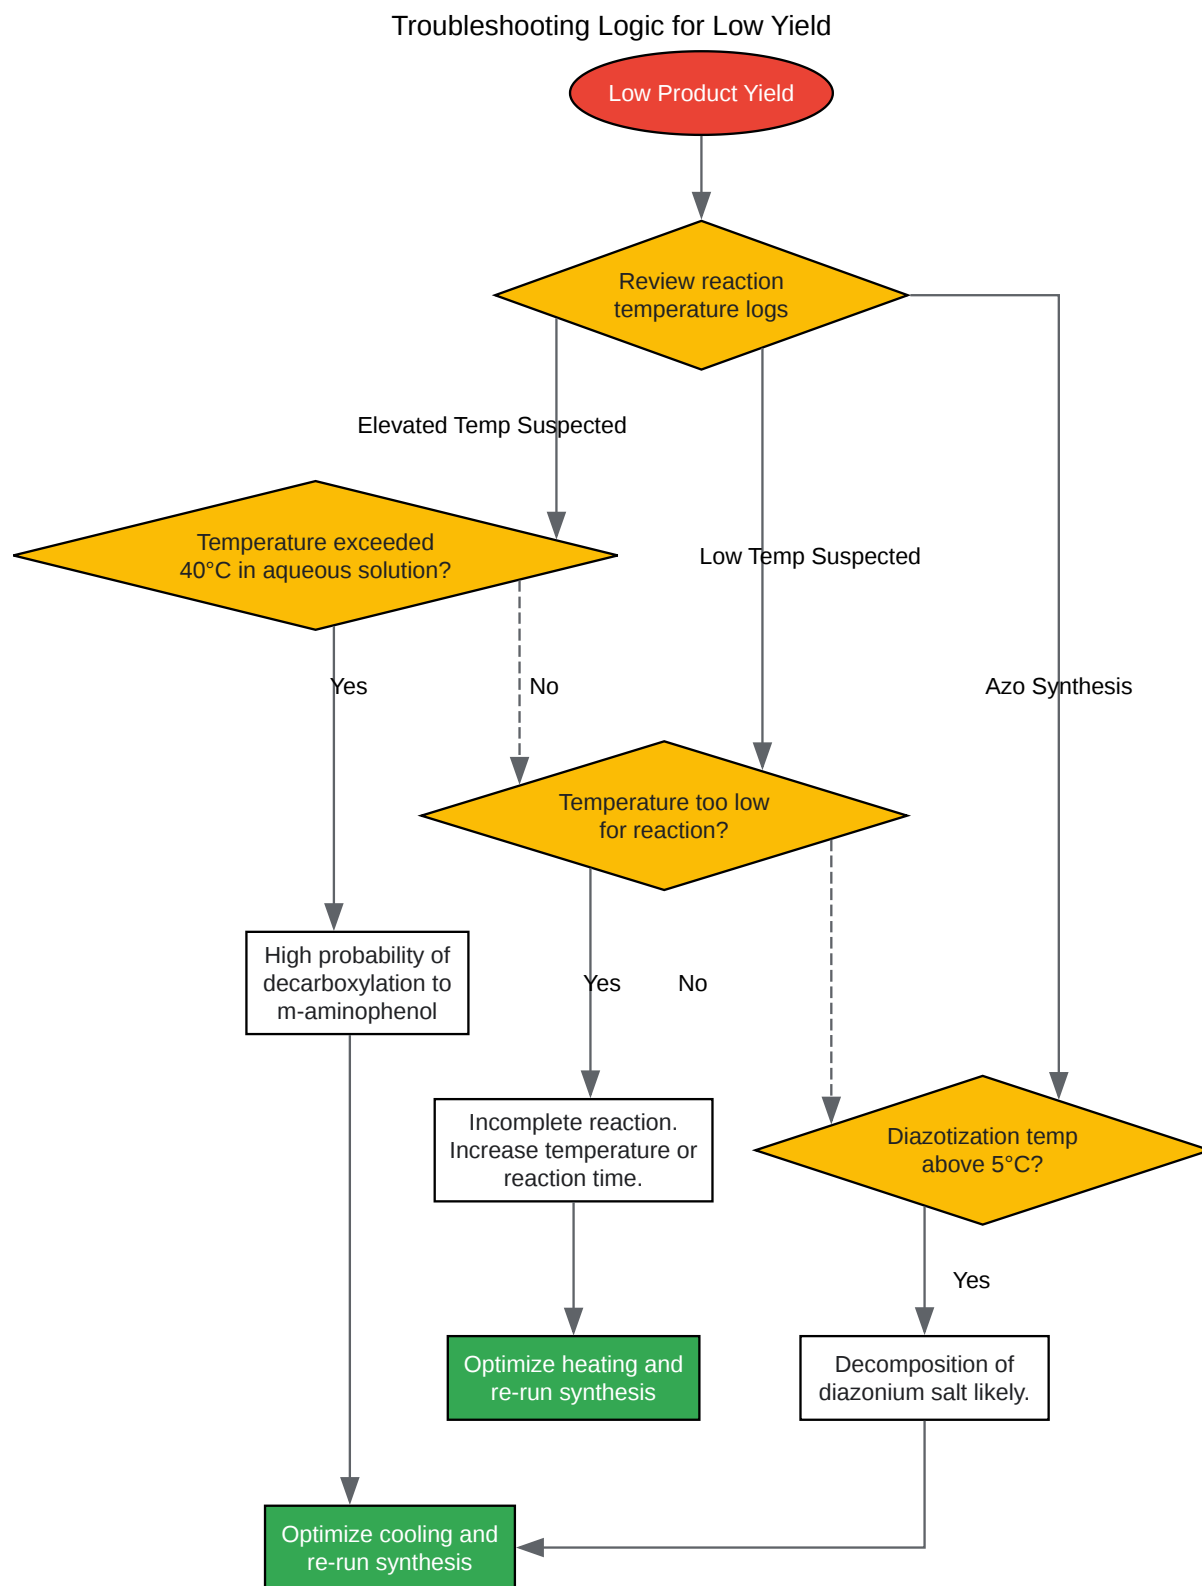 Troubleshooting Logic for Low Yield
Low Product Yield
Review reaction
temperature logs
Elevated Temp Suspected
Temperature exceeded
40°C in aqueous solution?
Low Temp Suspected
Yes
No
Azo Synthesis
Temperature too low
for reaction?
High probability of
decarboxylation to
m-aminophenol
Yes
No
Incomplete reaction.
Increase temperature or
reaction time.
Diazotization temp
above 5°C?
Yes
Optimize heating and
re-run synthesis
Decomposition of
diazonium salt likely.
Optimize cooling and
re-run synthesis